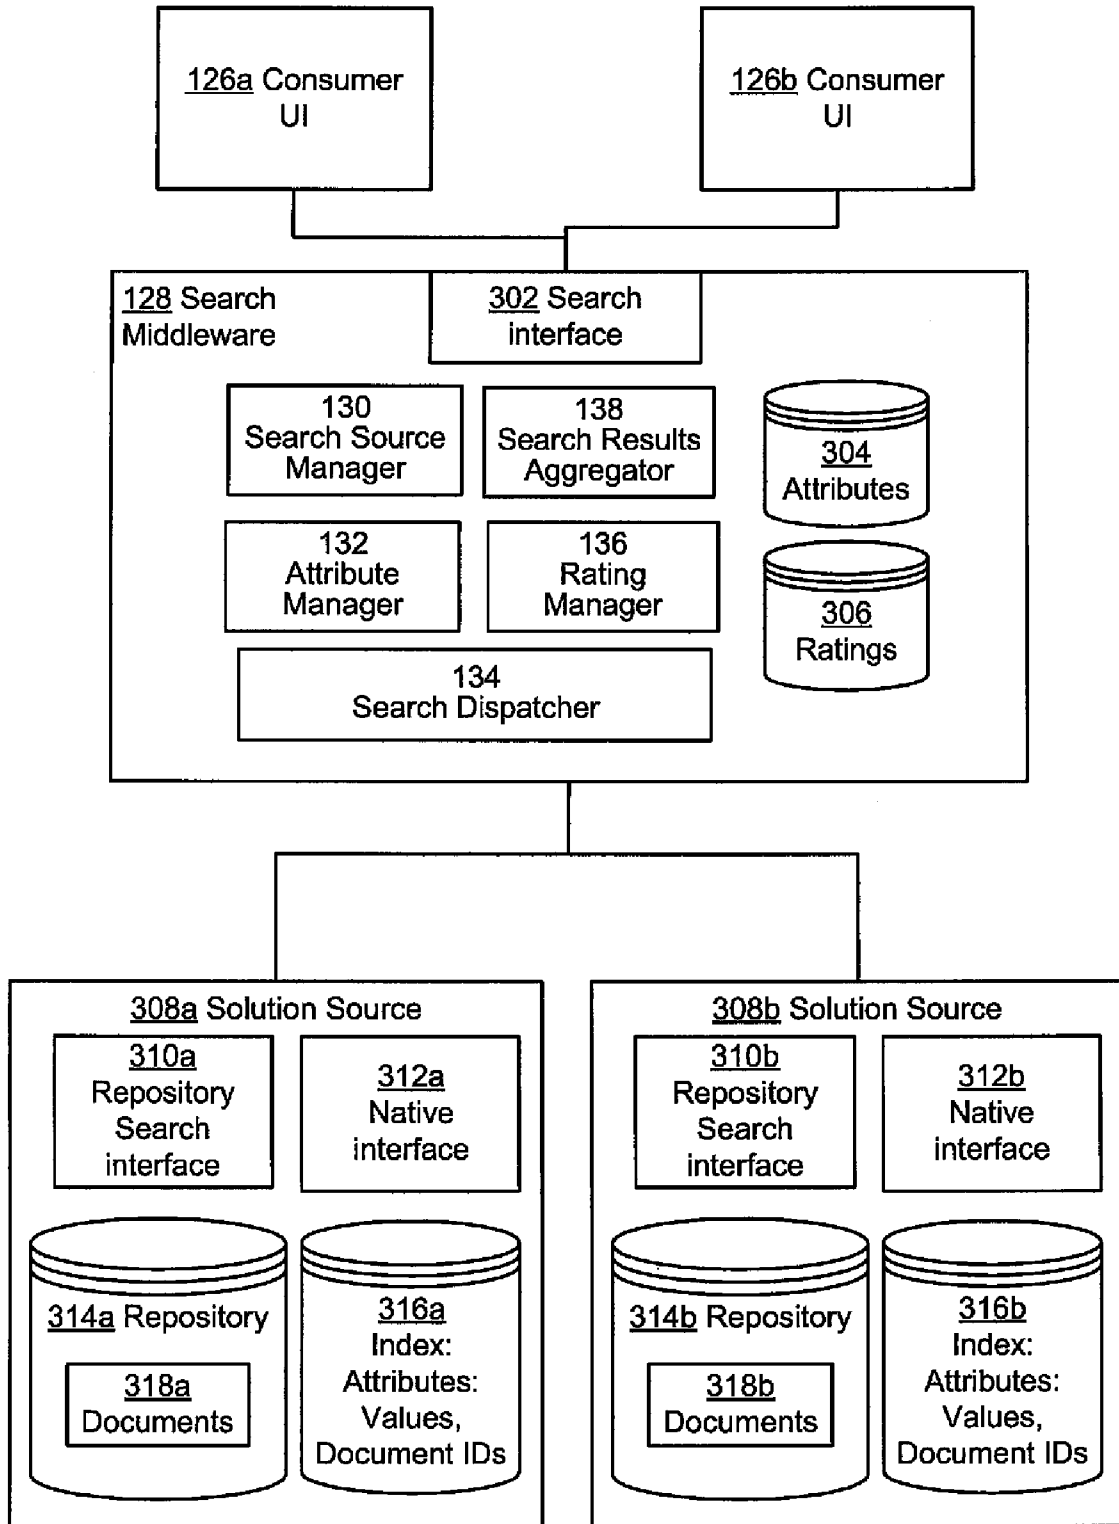 126a Consumer
UI
126b Consumer
UI
128 Search
Middleware
302 Search
interface
130
Search Source
Manager
138
Search Results
Aggregator
304
Attributes
132
Attribute
Manager
136
Rating
Manager
306
Ratings
134
Search Dispatcher
308a Solution Source
310a
Repository
Search
interface
312a
Native
interface
314a Repository
318a
Documents
316a
Index:
Attributes:
Values,
Document IDs
308b Solution Source
310b
Repository
Search
interface
312b
Native
interface
314b Repository
318b
Documents
316b
Index:
Attributes:
Values,
Document IDs